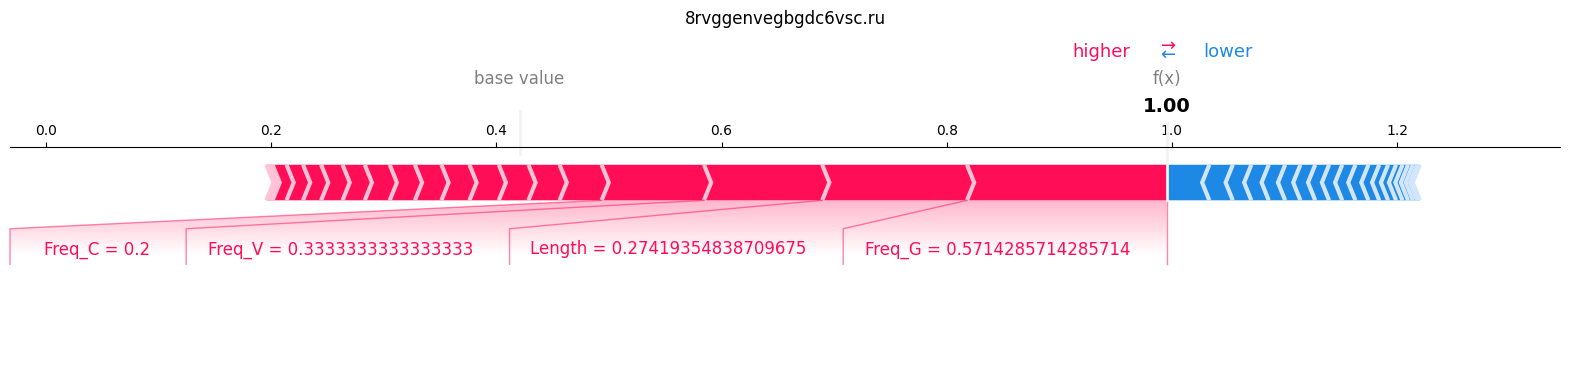 8rvggenvegbgdc6vsc.ru
higher ⇄ lower
base value f(x)
1.00
0.0 0.2 0.4 0.6 0.8 1.0 1.2
Freq_C = 0.2 Freq_V = 0.3333333333333333 Length = 0.27419354838709675 Freq_G = 0.5714285714285714